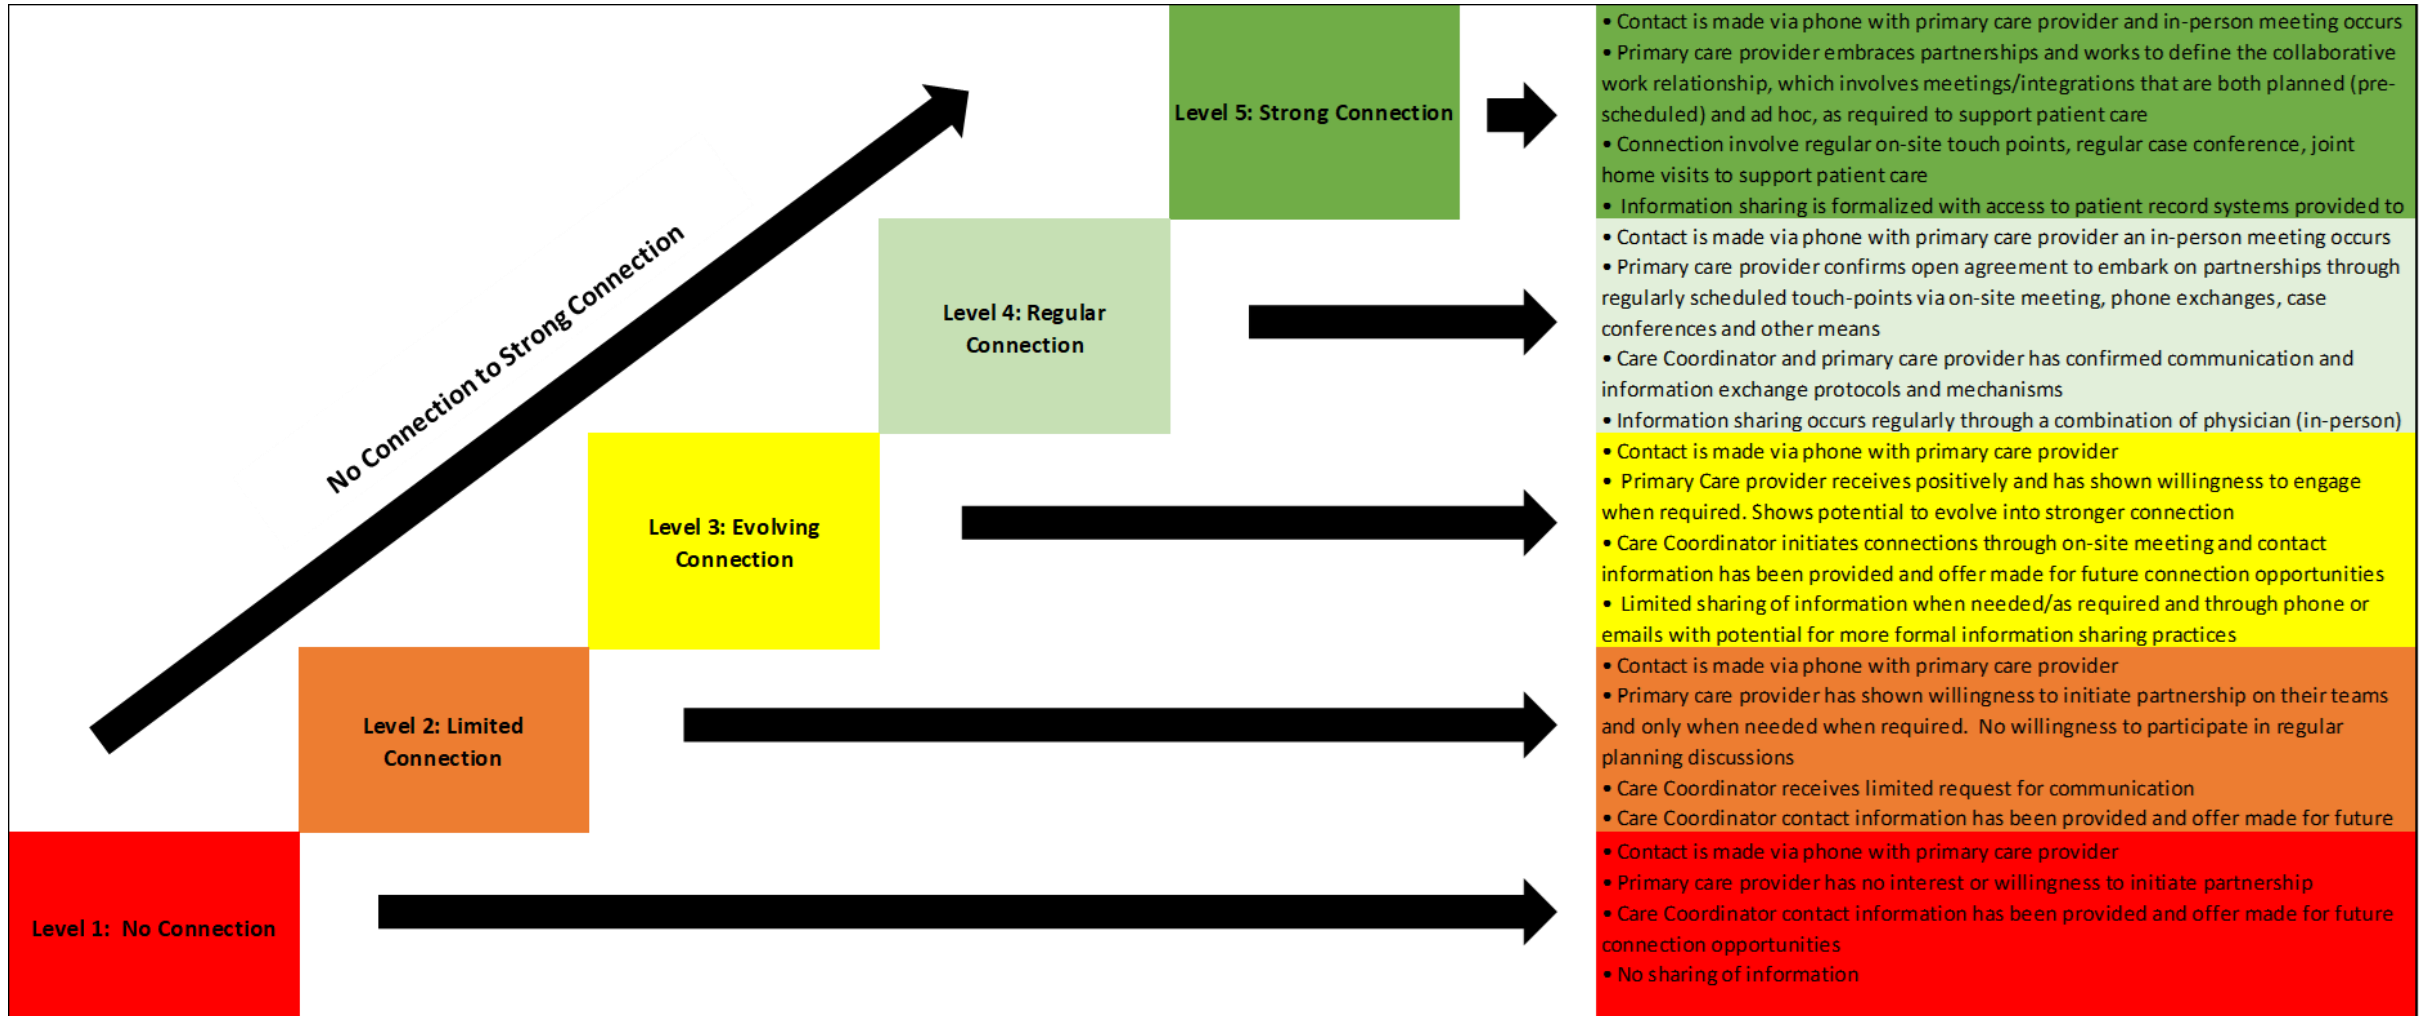 • Contact is made via phone with primary care provider and in-person meeting occurs
• Primary care provider embraces partnerships and works to define the collaborative
work relationship, which involves meetings/integrations that are both planned (pre-
scheduled) and ad hoc, as required to support patient care
• Connection involve regular on-site touch points, regular case conference, joint
home visits to support patient care
• Information sharing is formalized with access to patient record systems provided to
Level 5: Strong Connection
• Contact is made via phone with primary care provider an in-person meeting occurs
• Primary care provider confirms open agreement to embark on partnerships through
regularly scheduled touch-points via on-site meeting, phone exchanges, case
conferences and other means
• Care Coordinator and primary care provider has confirmed communication and
information exchange protocols and mechanisms
• Information sharing occurs regularly through a combination of physician (in-person)
Level 4: Regular
Connection
No Connection to Strong Connection
• Contact is made via phone with primary care provider
• Primary Care provider receives positively and has shown willingness to engage
when required. Shows potential to evolve into stronger connection
• Care Coordinator initiates connections through on-site meeting and contact
information has been provided and offer made for future connection opportunities
• Limited sharing of information when needed/as required and through phone or
emails with potential for more formal information sharing practices
Level 3: Evolving
Connection
• Contact is made via phone with primary care provider
• Primary care provider has shown willingness to initiate partnership on their teams
and only when needed when required. No willingness to participate in regular
planning discussions
• Care Coordinator receives limited request for communication
• Care Coordinator contact information has been provided and offer made for future
Level 2: Limited
Connection
• Contact is made via phone with primary care provider
• Primary care provider has no interest or willingness to initiate partnership
• Care Coordinator contact information has been provided and offer made for future
connection opportunities
• No sharing of information
Level 1: No Connection